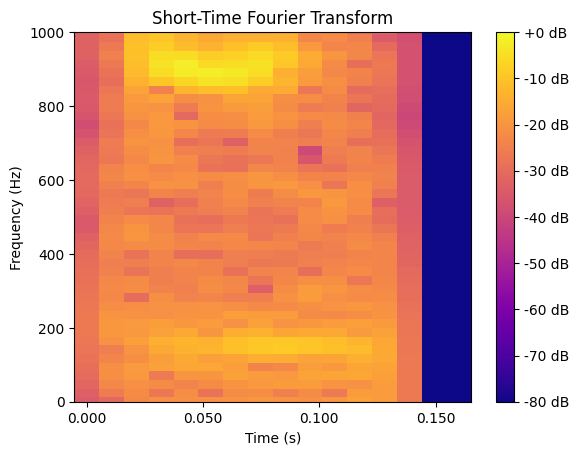 Short-Time Fourier Transform
1000
800
600
400
200
0
Frequency (Hz)
0.000
0.050
0.100
0.150
Time (s)
+0 dB
-10 dB
-20 dB
-30 dB
-40 dB
-50 dB
-60 dB
-70 dB
-80 dB